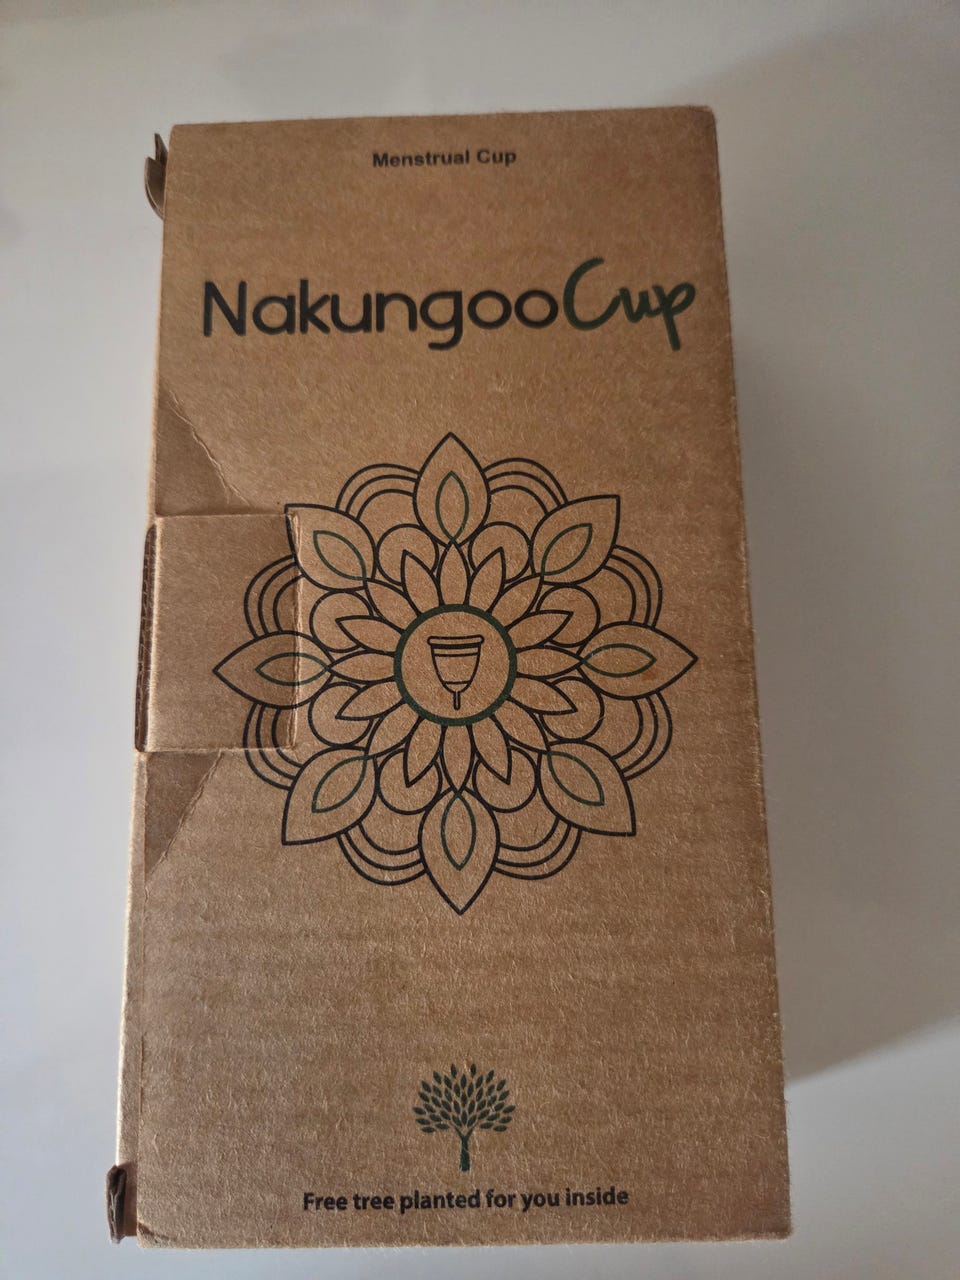 Menstrual Cup
NakungooCup
Free tree planted for you inside